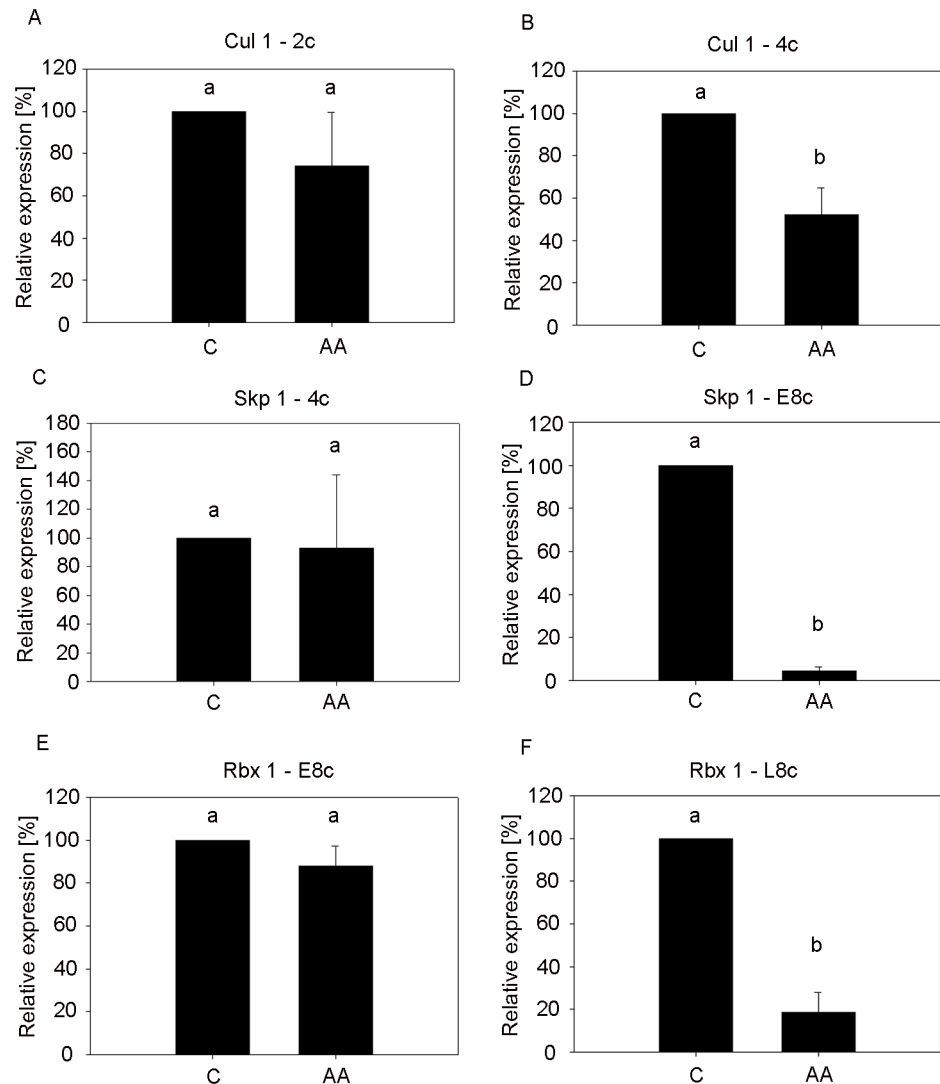 A
Cul 1 - 2c
Relative expression [%]
120
100
80
60
40
20
0
a
a
C
AA
B
Cul 1 - 4c
Relative expression [%]
120
100
80
60
40
20
0
a
b
C
AA
C
Skp 1 - 4c
Relative expression [%]
180
160
140
120
100
80
60
40
20
0
a
a
C
AA
D
Skp 1 - E8c
Relative expression [%]
120
100
80
60
40
20
0
a
b
C
AA
E
Rbx 1 - E8c
Relative expression [%]
120
100
80
60
40
20
0
a
a
C
AA
F
Rbx 1 - L8c
Relative expression [%]
120
100
80
60
40
20
0
a
b
C
AA